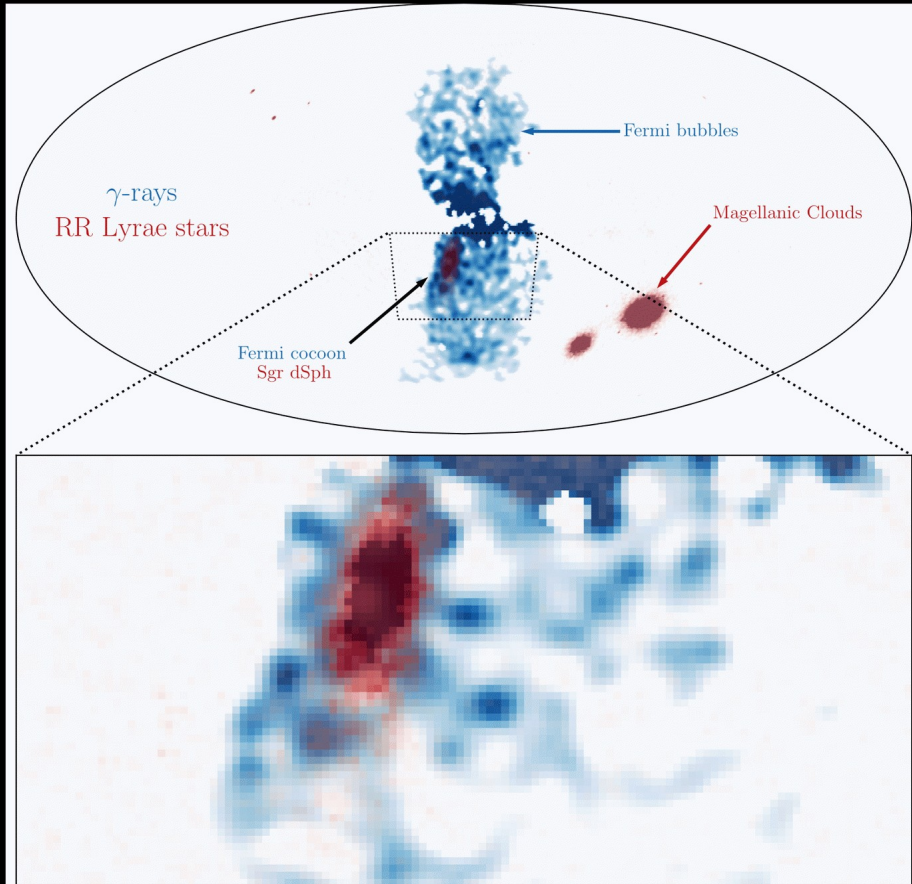 Fermi bubbles
γ-rays
RR Lyrae stars
Magellanic Clouds
Fermi cocoon
Sgr dSph